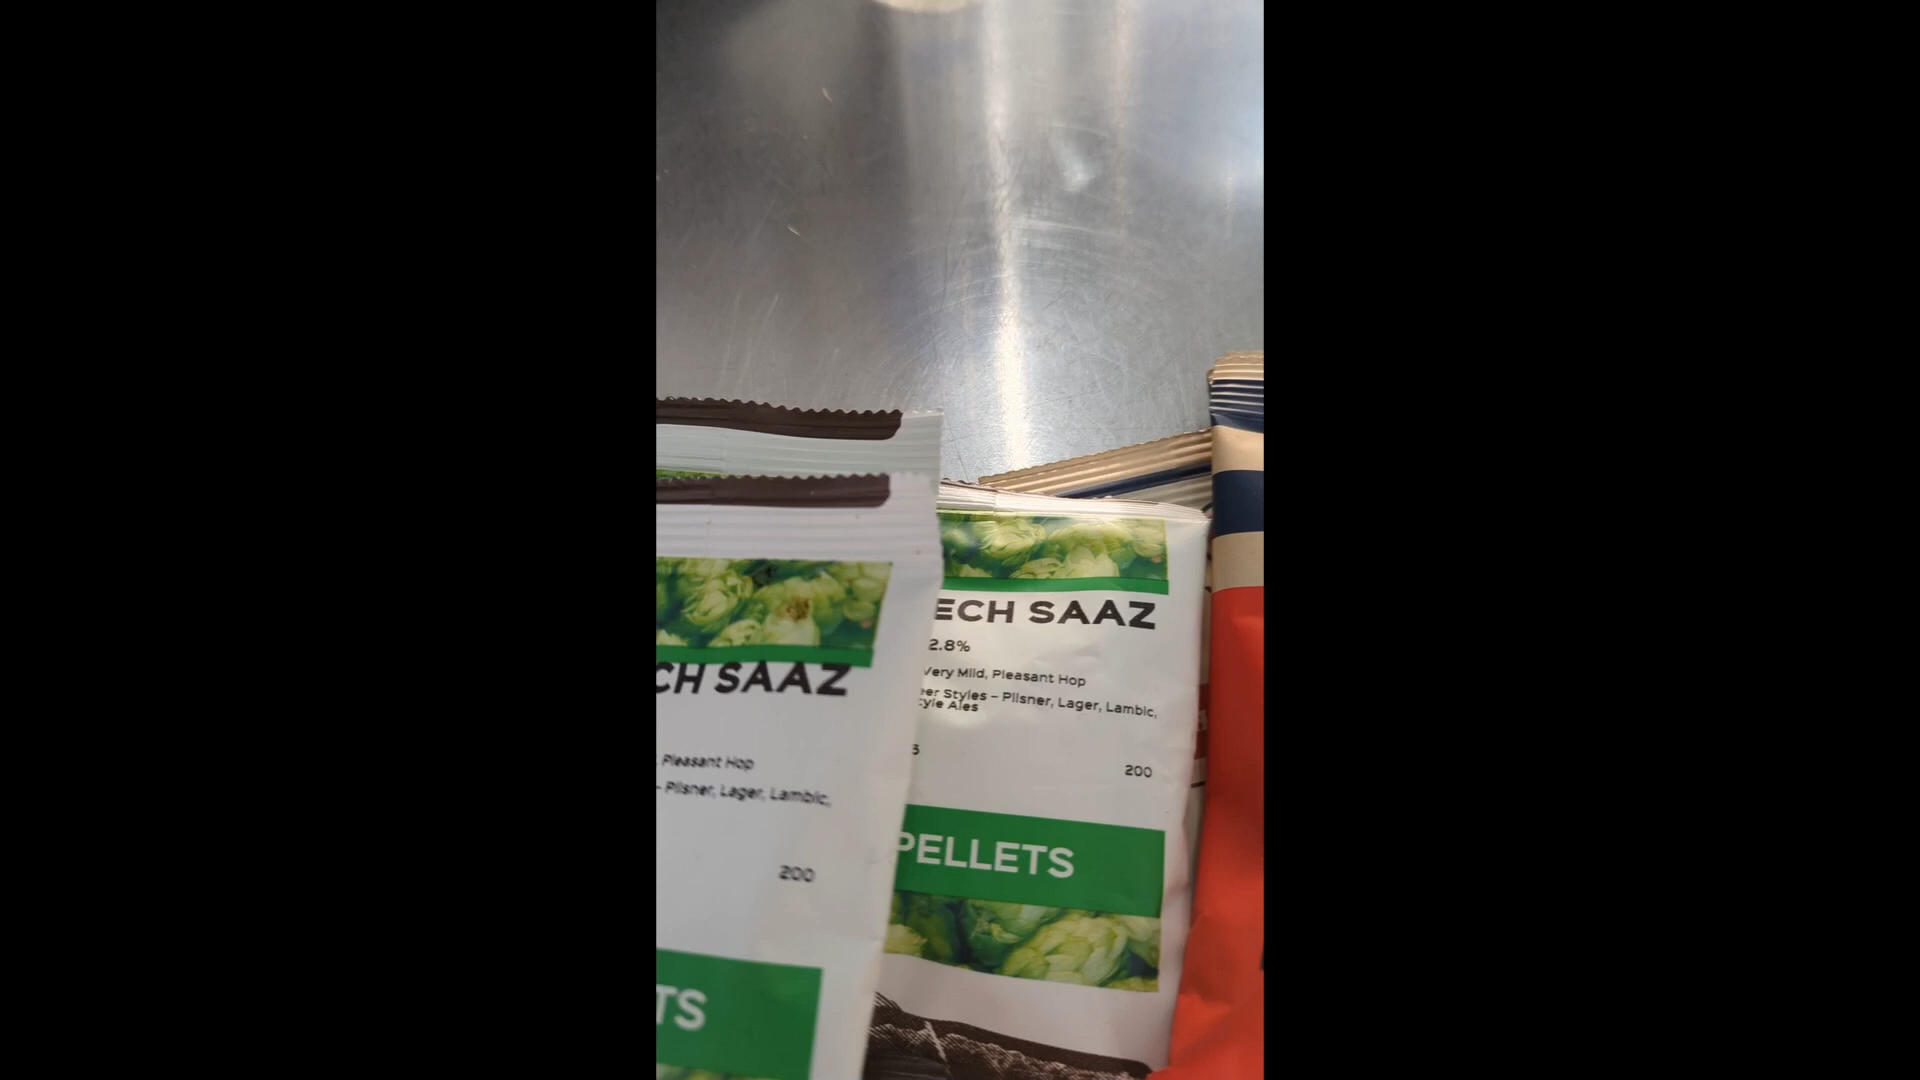 ECH SAAZ
2.8%
Very Mild, Pleasant Hop
er Styles – Pilsner, Lager, Lambic,
tyle Ales
200
PELLETS
CH SAAZ
Pleasant Hop
- Pilsner, Lager, Lambic,
200
TS